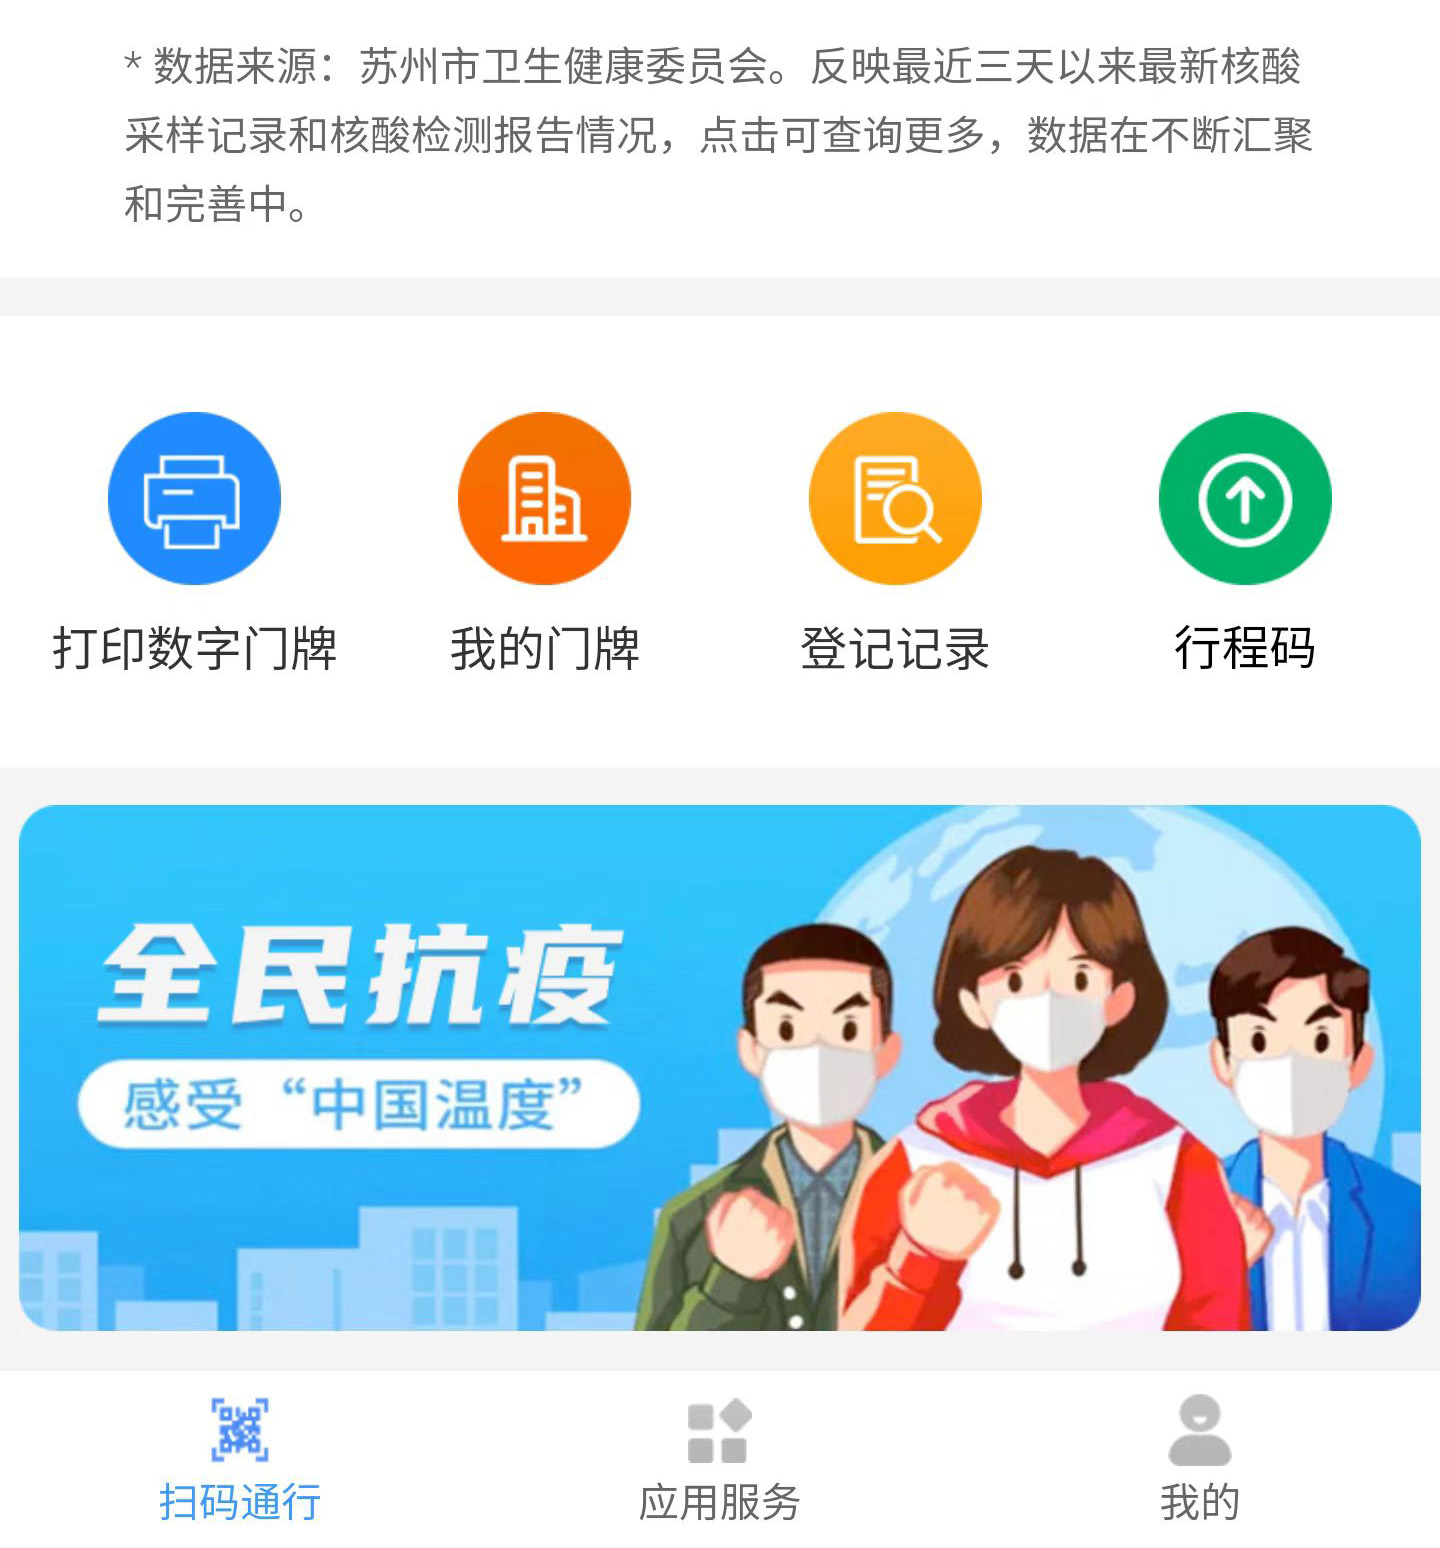 * 数据来源：苏州市卫生健康委员会。反映最近三天以来最新核酸
采样记录和核酸检测报告情况，点击可查询更多，数据在不断汇聚
和完善中。
打印数字门牌
我的门牌
登记记录
行程码
全民抗疫
感受“中国温度”
扫码通行
应用服务
我的